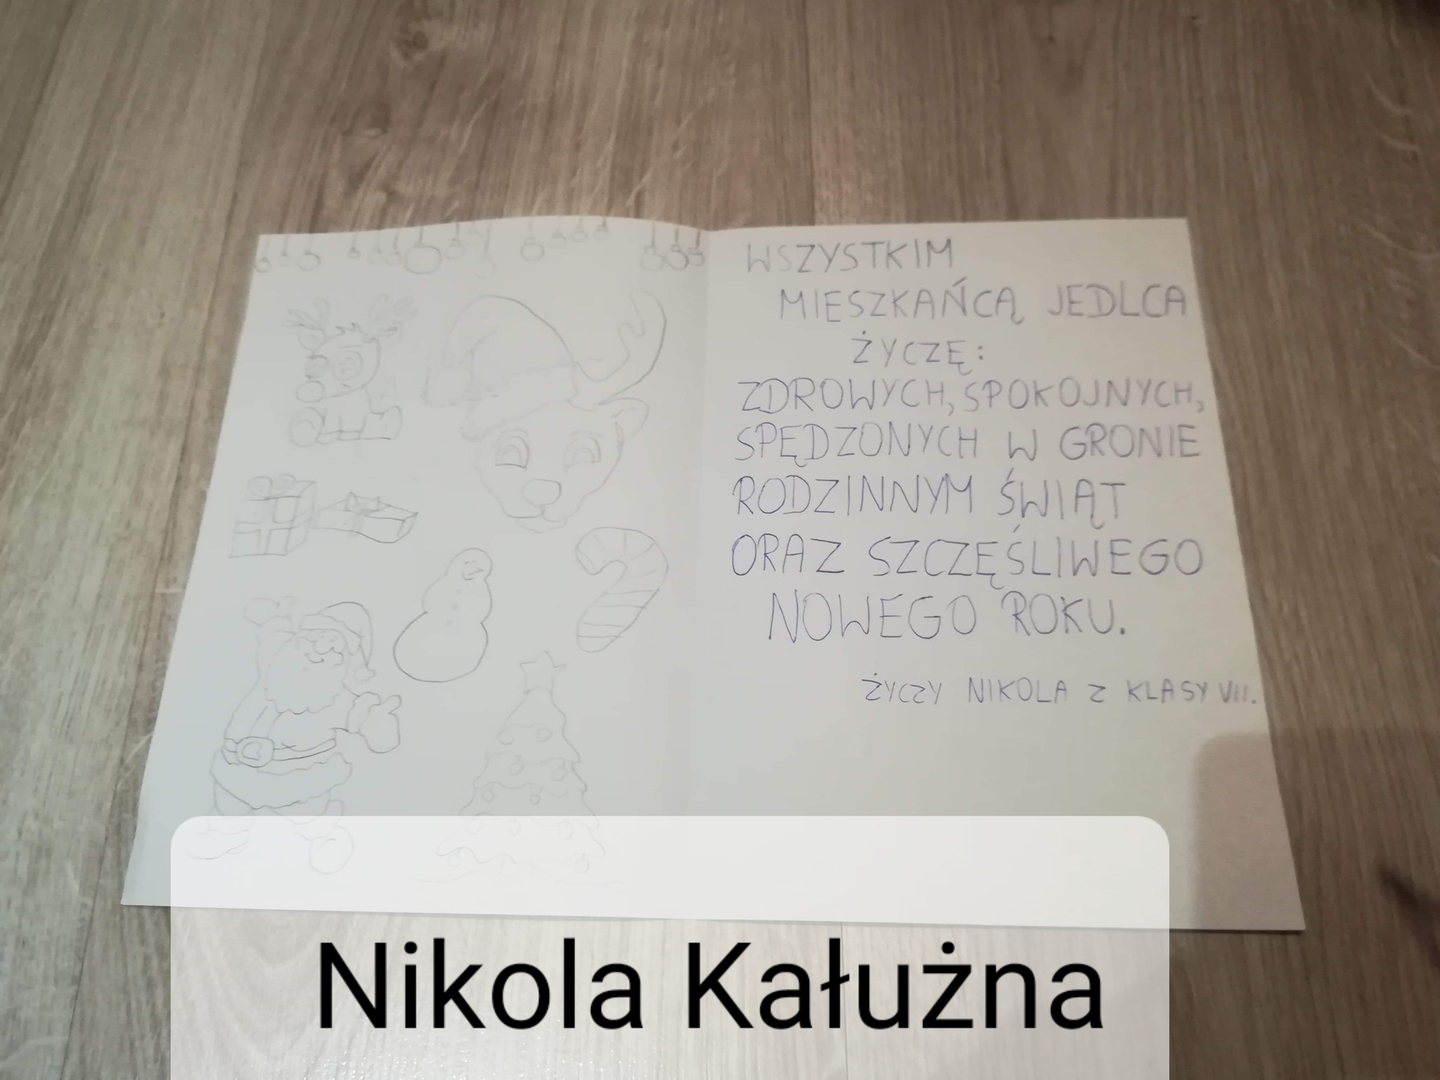 WSZYSTKIM
MIESZKAŃCĄ JEDLCA
ŻYCZĘ:
ZDROWYCH, SPOKOJNYCH,
SPĘDZONYCH W GRONIE
RODZINNYM ŚWIĄT
ORAZ SZCZĘŚLIWEGO
NOWEGO ROKU.
ŻYCZY NIKOLA Z KLASY VII.
Nikola Kałużna